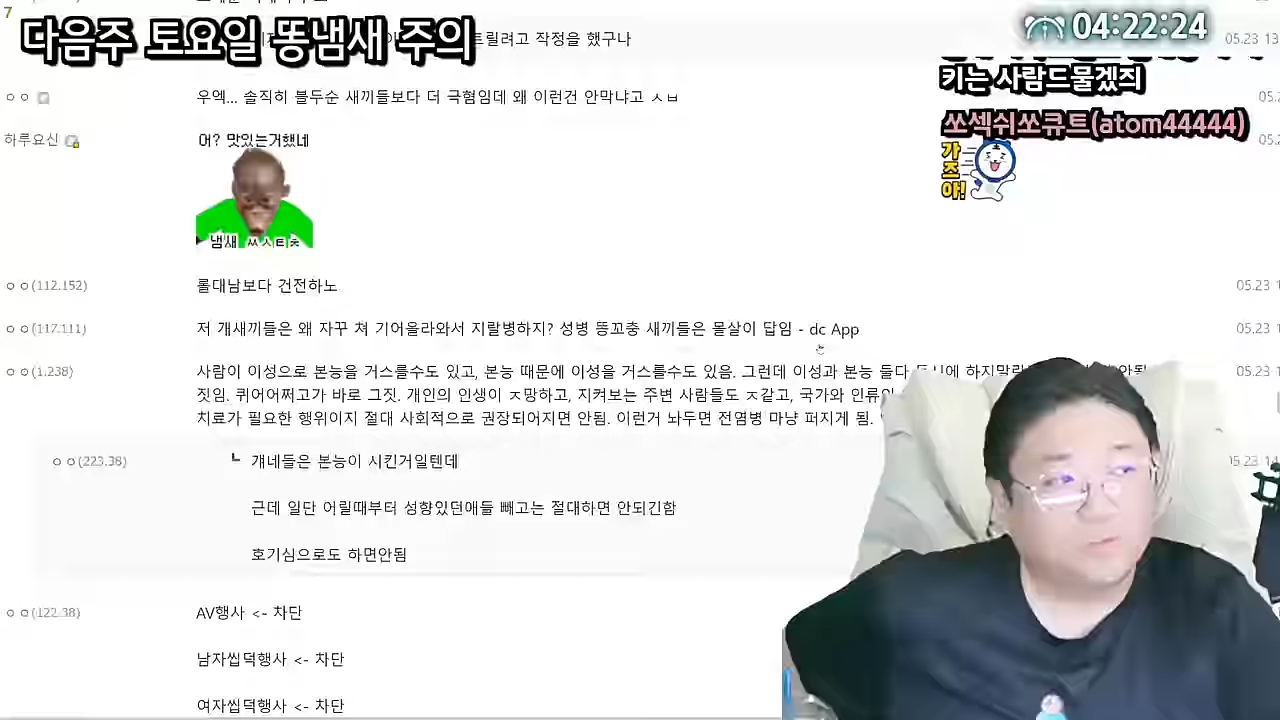 7
다음주 토요일 똥냄새 주의
트릴려고 작정을 했구나
05.23 13
04:22:24
키는 사람드물겠즤
쏘섹쉬쏘큐트(atom44444)
가즈아!
ㅇㅇ
우엑... 솔직히 볼두순 새끼들보다 더 극혐임데 왜 이런건 안막냐고 ㅅㅂ
하루요신
머? 맛있는거했네
냄새
ㅇㅇ(112.152)
롤대남보다 건전하노
05.23 1
ㅇㅇ(117.111)
저 개새끼들은 왜 자꾸 쳐 기어올라와서 지랄병하지? 성병 똥꼬충 새끼들은 몰살이 답임 - dc App
05.23 1
ㅇㅇ(1.238)
사람이 이성으로 본능을 거스를수도 있고, 본능 때문에 이성을 거스를수도 있음. 그런데 이성과 본능 둘다
05.23 1
짓임. 퀴어어쩌고가 바로 그짓. 개인의 인생이 ㅈ망하고, 지켜보는 주변 사람들도 ㅈ같고, 국가와
치료가 필요한 행위이지 절대 사회적으로 권장되어지면 안됨. 이런거 놔두면 전염병 마냥 퍼지게 됨.
ㅇㅇ(223.38)
걔네들은 본능이 시킨거일텐데
05.23 14
근데 일단 어릴때부터 성향있던애들 빼고는 절대하면 안되긴함
호기심으로도 하면안됨
ㅇㅇ(122.38)
AV행사 <- 차단
남자씹덕행사 <- 차단
여자씹덕행사 <- 차단